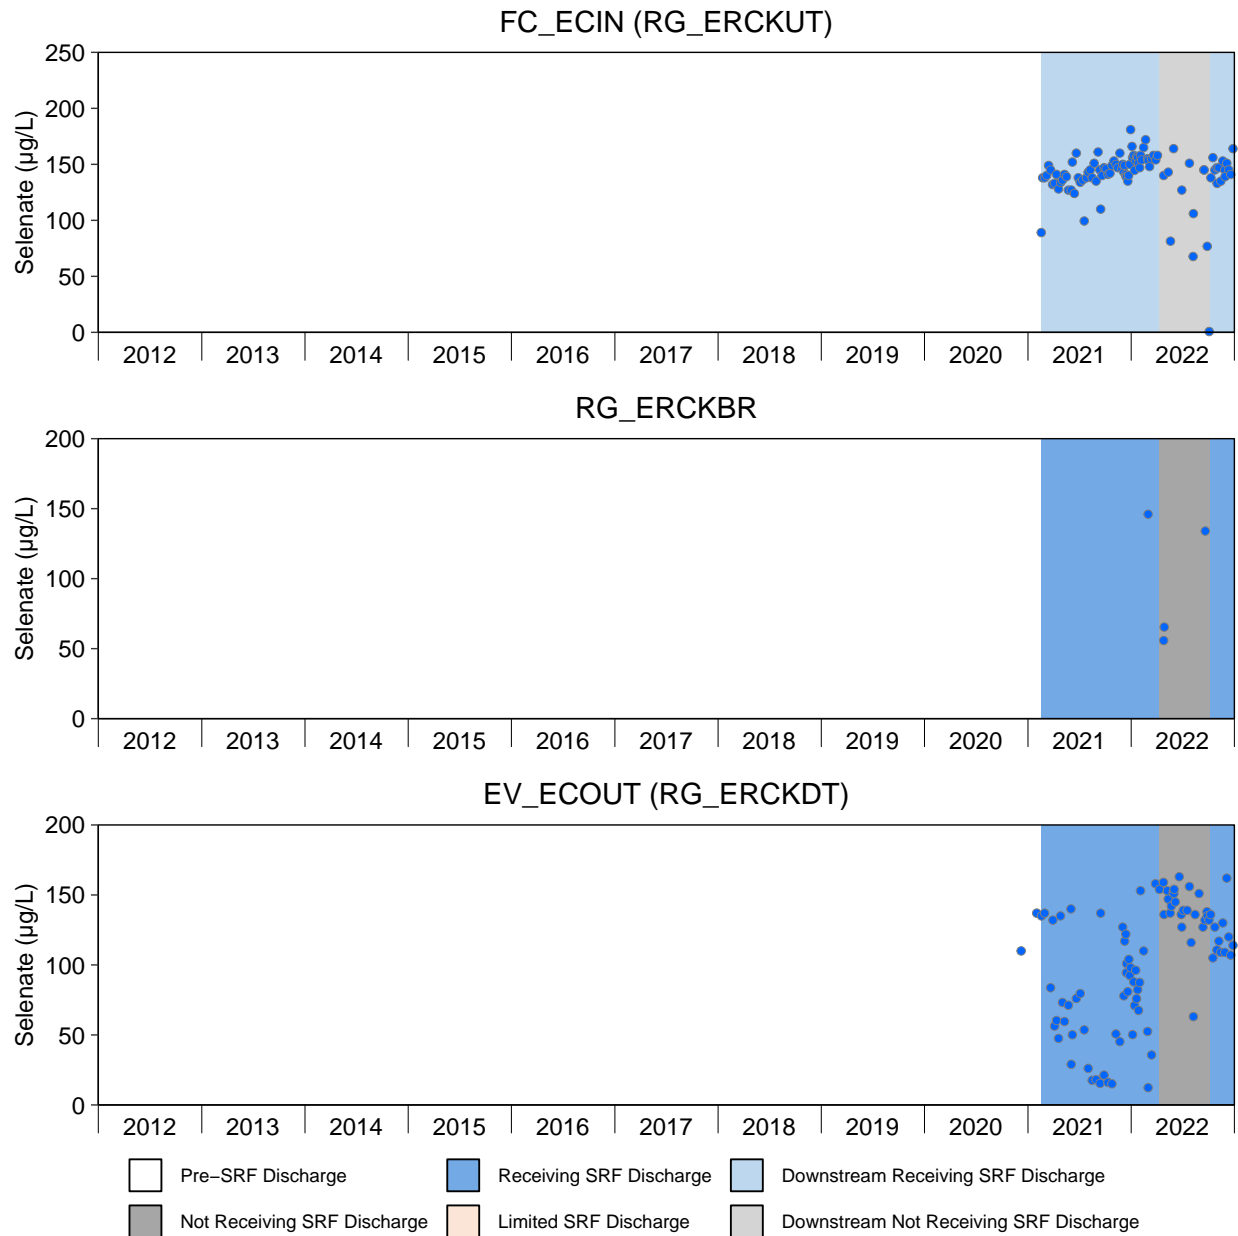 FC_ECIN (RG_ERCKUT)
250
200
150
100
50
0
Selenate (µg/L)
2012 2013 2014 2015 2016 2017 2018 2019 2020 2021 2022
RG_ERCKBR
200
150
100
50
0
Selenate (µg/L)
2012 2013 2014 2015 2016 2017 2018 2019 2020 2021 2022
EV_ECOUT (RG_ERCKDT)
200
150
100
50
0
Selenate (µg/L)
2012 2013 2014 2015 2016 2017 2018 2019 2020 2021 2022
Pre−SRF Discharge Receiving SRF Discharge Downstream Receiving SRF Discharge
Not Receiving SRF Discharge Limited SRF Discharge Downstream Not Receiving SRF Discharge